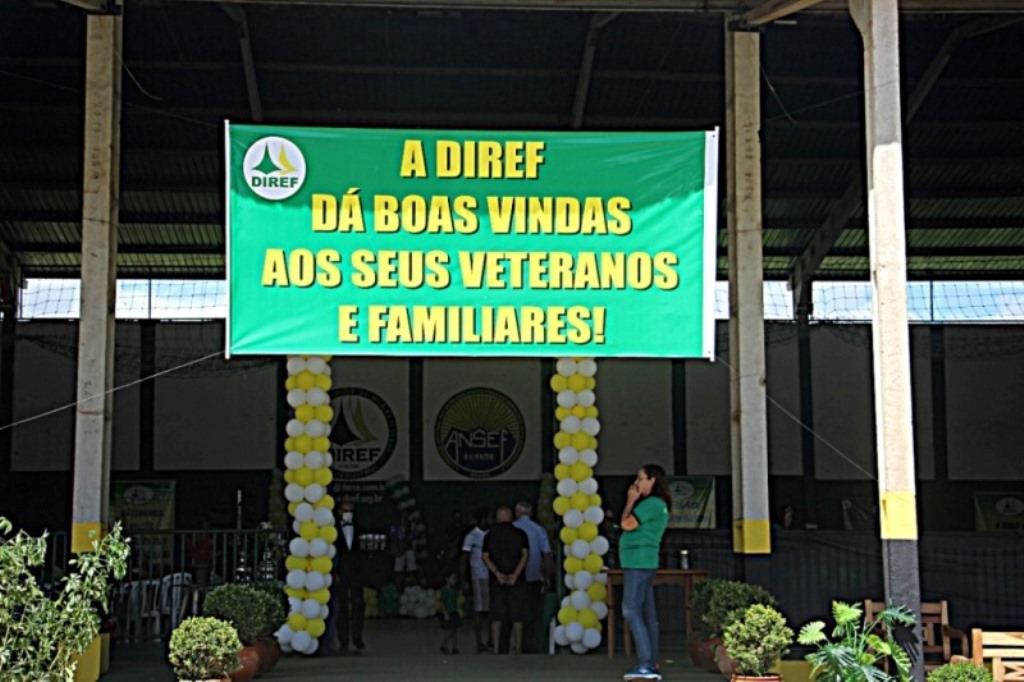 A DIREF
DÁ BOAS VINDAS
AOS SEUS VETERANOS
E FAMILIARES!
DIREF
DIREF
ANSEF